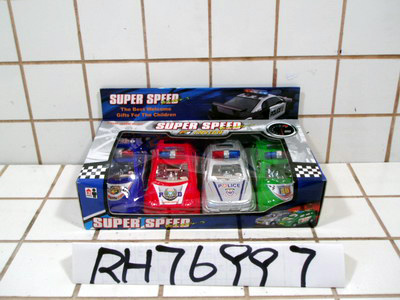 SUPER SPEED
The Best Welcome
Gifts For The Children
SUPER SPEED
POLICE
SUPER SPEED
RH76997